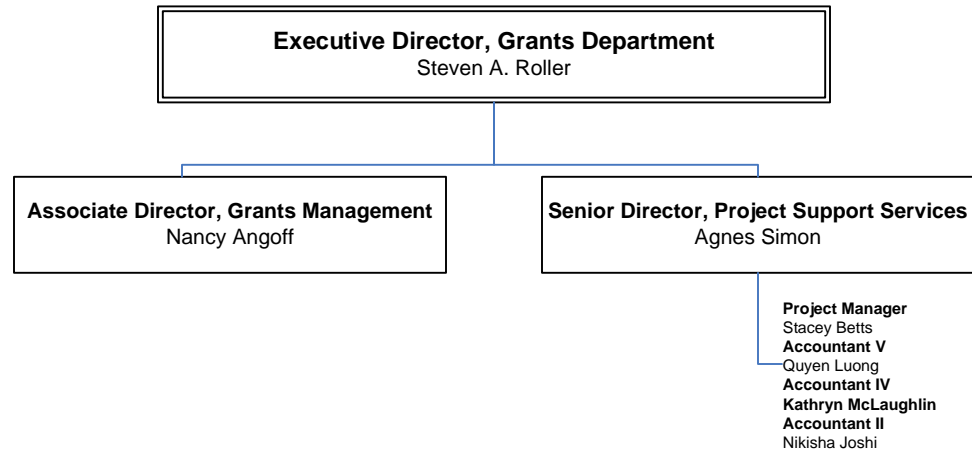 Executive Director, Grants Department
Steven A. Roller
Associate Director, Grants Management
Nancy Angoff
Senior Director, Project Support Services
Agnes Simon
Project Manager
Stacey Betts
Accountant V
Quyen Luong
Accountant IV
Kathryn McLaughlin
Accountant II
Nikisha Joshi